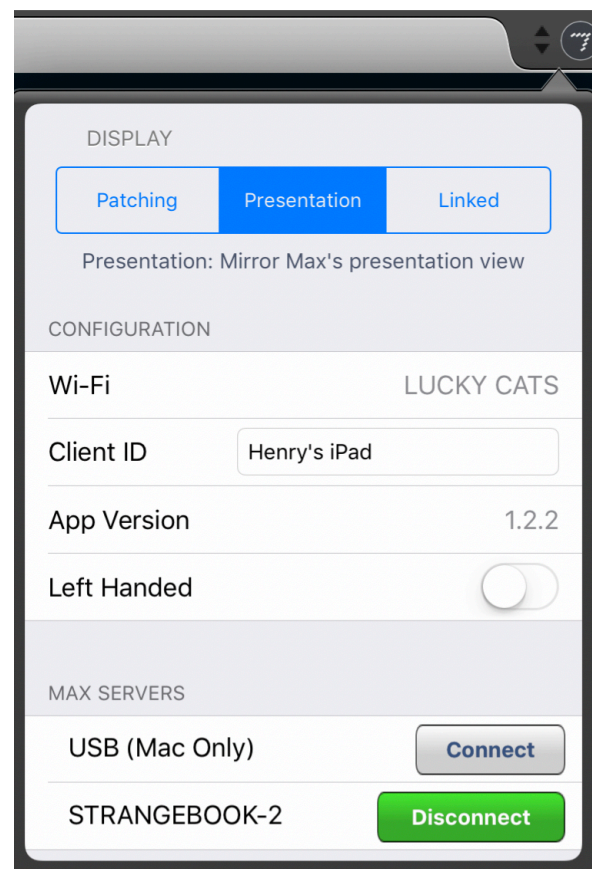 DISPLAY
Patching Presentation Linked
Presentation: Mirror Max's presentation view
CONFIGURATION
Wi-Fi LUCKY CATS
Client ID Henry's iPad
App Version 1.2.2
Left Handed
MAX SERVERS
USB (Mac Only) Connect
STRANGEBOOK-2 Disconnect